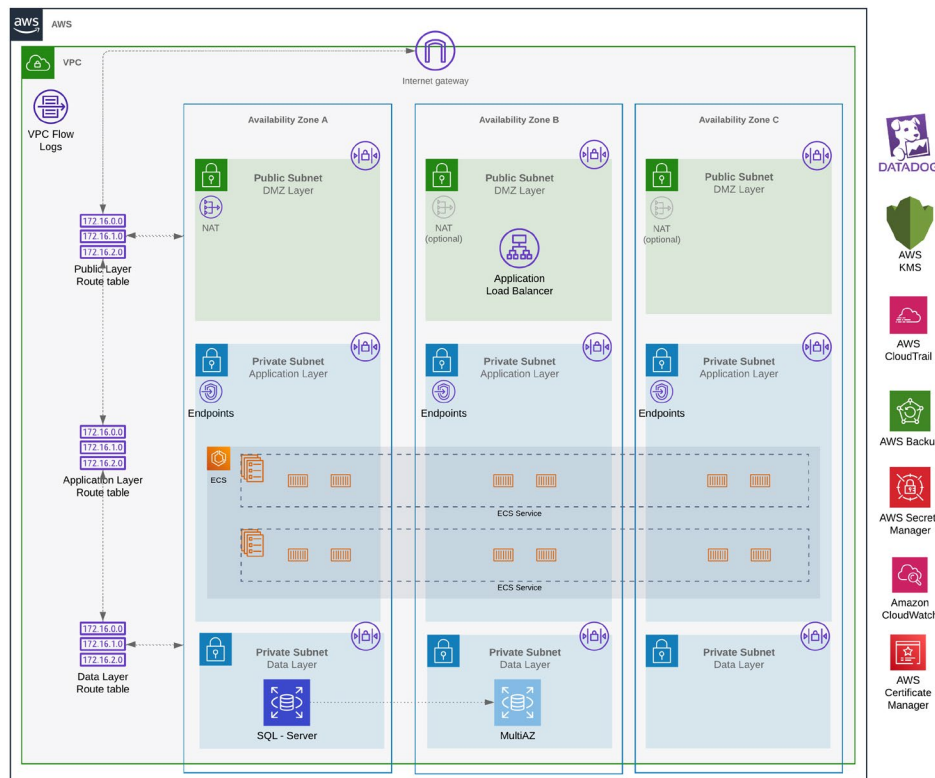 aws
AWS
VPC
Internet gateway
VPC Flow
Logs
Availability Zone A
Availability Zone B
Availability Zone C
Public Subnet
DMZ Layer
NAT
Public Subnet
DMZ Layer
NAT
(optional)
Application
Load Balancer
Public Subnet
DMZ Layer
NAT
(optional)
172.16.0.0
172.16.1.0
172.16.2.0
Public Layer
Route table
Private Subnet
Application Layer
Endpoints
Private Subnet
Application Layer
Endpoints
Private Subnet
Application Layer
Endpoints
172.16.0.0
172.16.1.0
172.16.2.0
Application Layer
Route table
ECS
ECS Service
ECS Service
172.16.0.0
172.16.1.0
172.16.2.0
Data Layer
Route table
Private Subnet
Data Layer
SQL - Server
Private Subnet
Data Layer
MultiAZ
Private Subnet
Data Layer
DATADOG
AWS
KMS
AWS
CloudTrail
AWS Backu
AWS Secret
Manager
Amazon
CloudWatch
AWS
Certificate
Manager